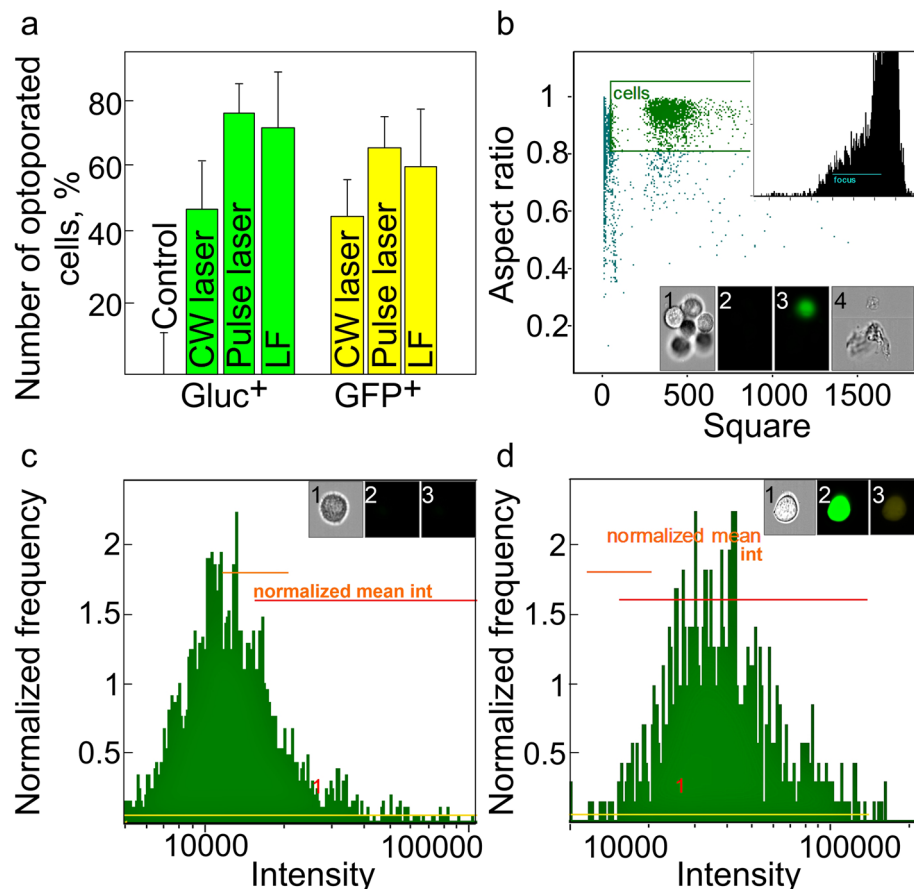 a
Number of optoporated
cells, %
80
60
40
20
Control
CW laser
Pulse laser
LF
CW laser
Pulse laser
LF
Gluc+
GFP+
b
Aspect ratio
1
0.8
0.6
0.4
0.2
cells
focus
1
2
3
4
0
500
1000
1500
Square
c
Normalized frequency
2
1.5
1
0.5
1
2
3
normalized mean int
1
10000
100000
Intensity
d
Normalized frequency
2
1.5
1
0.5
1
2
3
normalized mean
int
1
10000
100000
Intensity